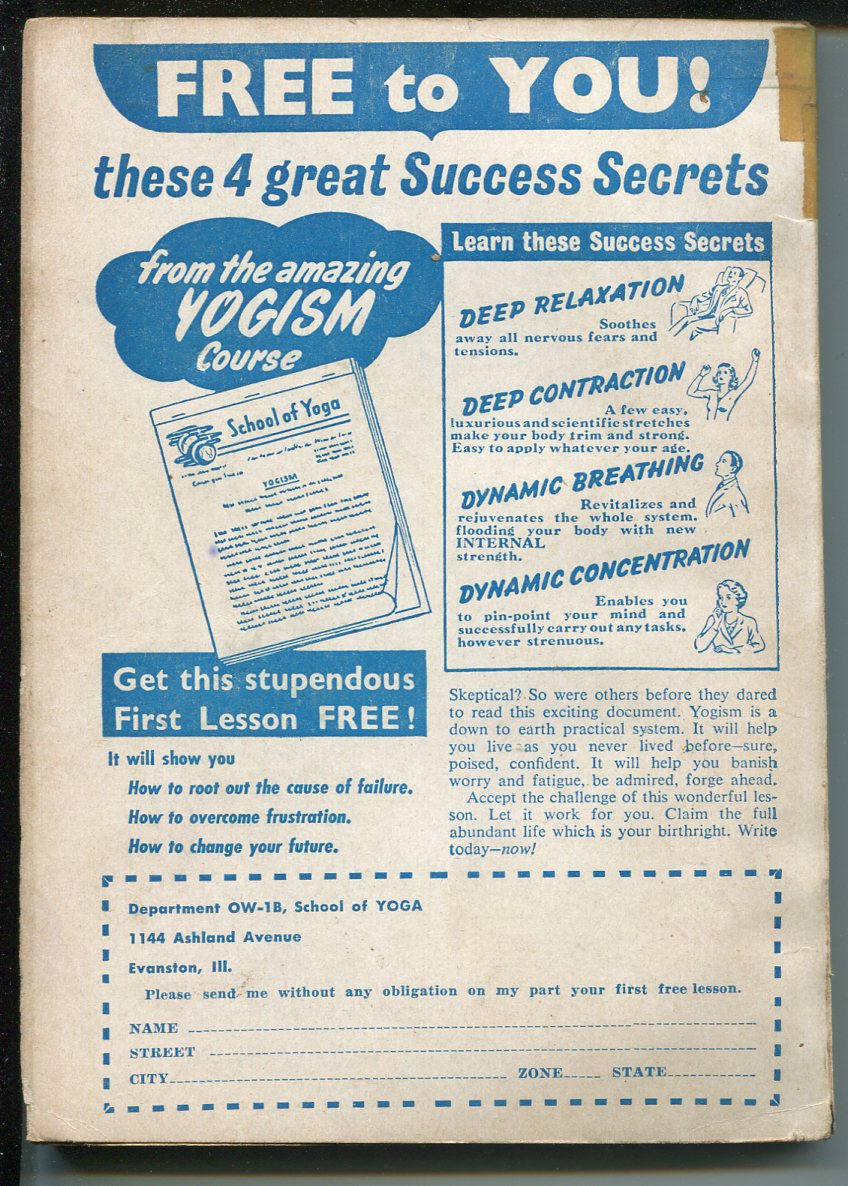 FREE to YOU!
these 4 great Success Secrets
from the amazing
YOGISM
Course
School of Yoga
YOGISM
Get this stupendous
First Lesson FREE!
It will show you
How to root out the cause of failure.
How to overcome frustration.
How to change your future.
Learn these Success Secrets
DEEP RELAXATION
Soothes
away all nervous fears and
tensions.
DEEP CONTRACTION
A few easy,
luxurious and scientific stretches
make your body trim and strong.
Easy to apply whatever your age.
DYNAMIC BREATHING
Revitalizes and
rejuvenates the whole system.
flooding your body with new
INTERNAL
strength.
DYNAMIC CONCENTRATION
Enables you
to pin-point your mind and
successfully carry out any tasks,
however strenuous.
Skeptical? So were others before they dared
to read this exciting document. Yogism is a
down to earth practical system. It will help
you live as you never lived before—sure,
poised, confident. It will help you banish
worry and fatigue, be admired, forge ahead.
Accept the challenge of this wonderful les-
son. Let it work for you. Claim the full
abundant life which is your birthright. Write
today—now!
Department OW-1B, School of YOGA
1144 Ashland Avenue
Evanston, Ill.
Please send me without any obligation on my part your first free lesson.
NAME
STREET
CITY ZONE STATE